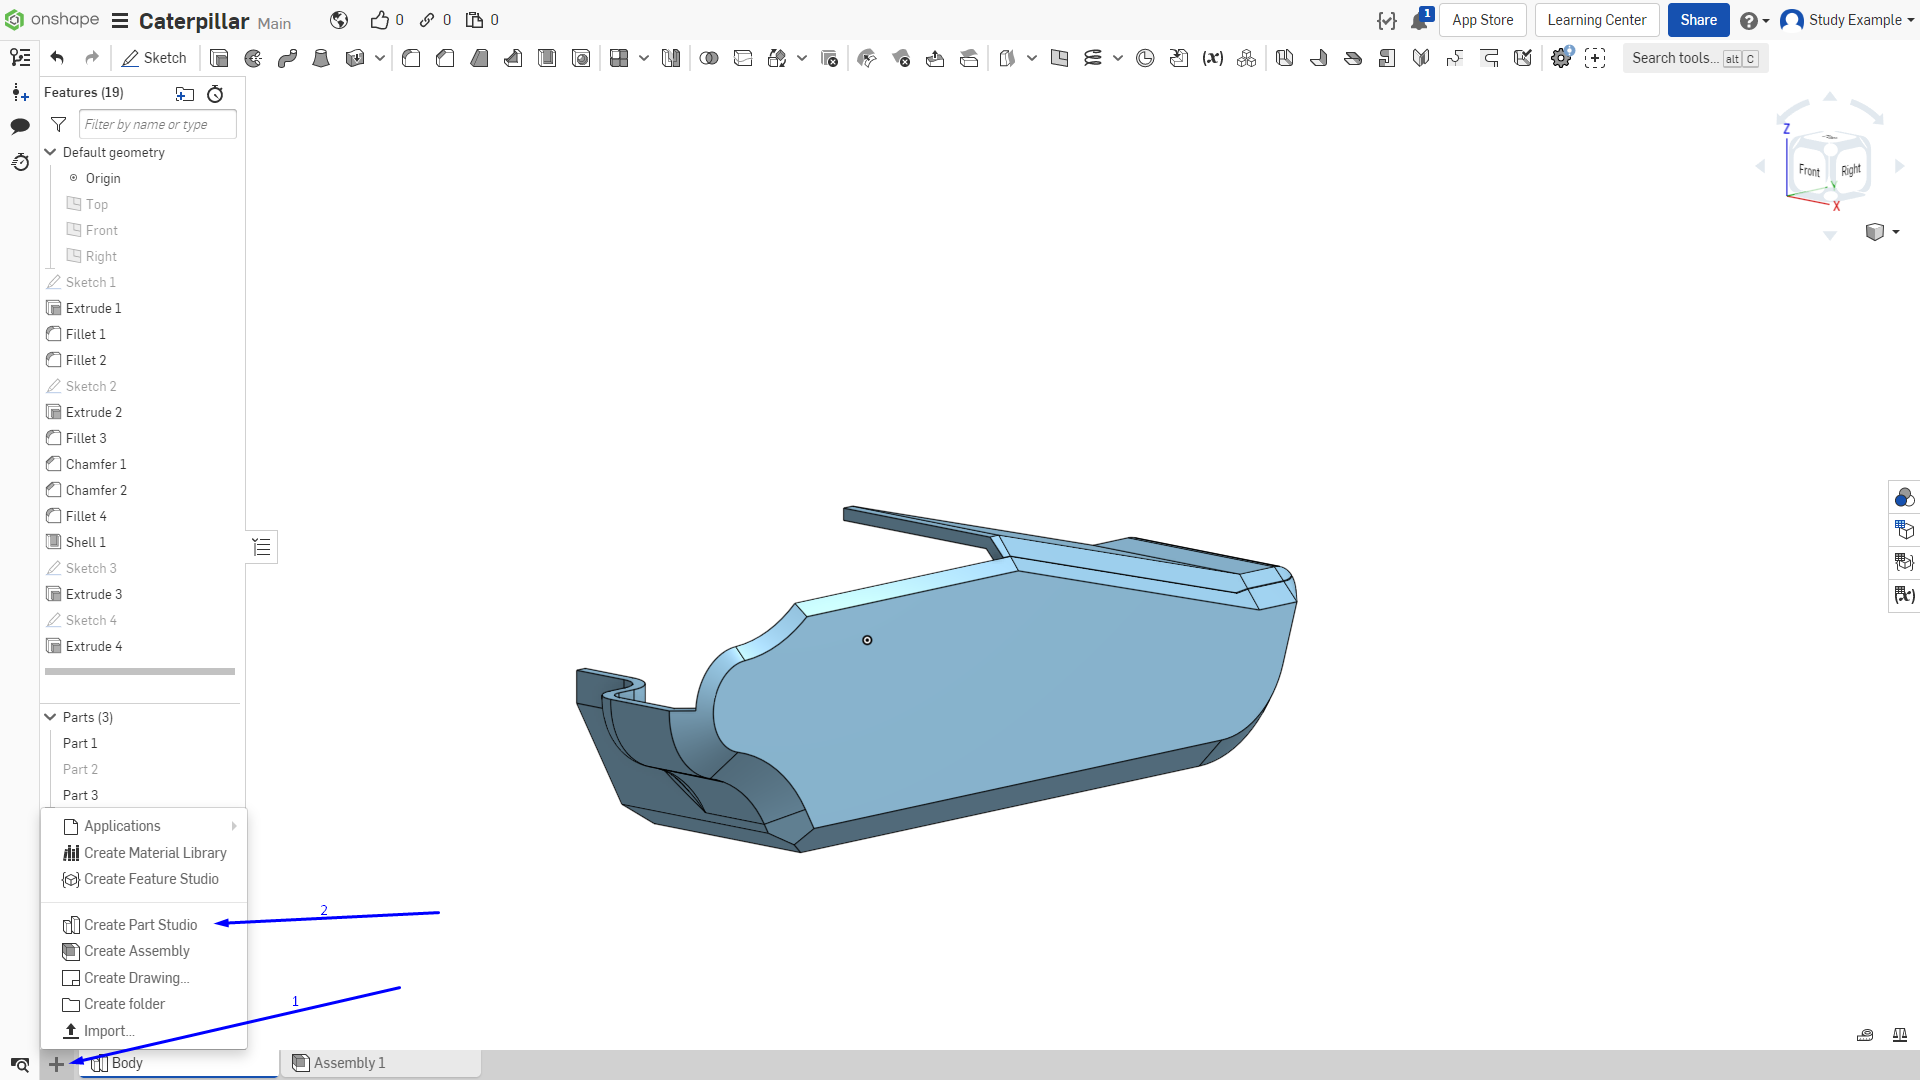 onshape Caterpillar Main 0 0 0 1 App Store Learning Center Share Study Example
Sketch Search tools... alt C
Features (19)
Filter by name or type
Default geometry
Origin
Top
Front
Right
Sketch 1
Extrude 1
Fillet 1
Fillet 2
Sketch 2
Extrude 2
Fillet 3
Chamfer 1
Chamfer 2
Fillet 4
Shell 1
Sketch 3
Extrude 3
Sketch 4
Extrude 4
Parts (3)
Part 1
Part 2
Part 3
Applications
Create Material Library
Create Feature Studio
Create Part Studio
Create Assembly
Create Drawing...
Create folder
Import...
2
1
Body
Assembly 1
Z
Front Right
Y
X